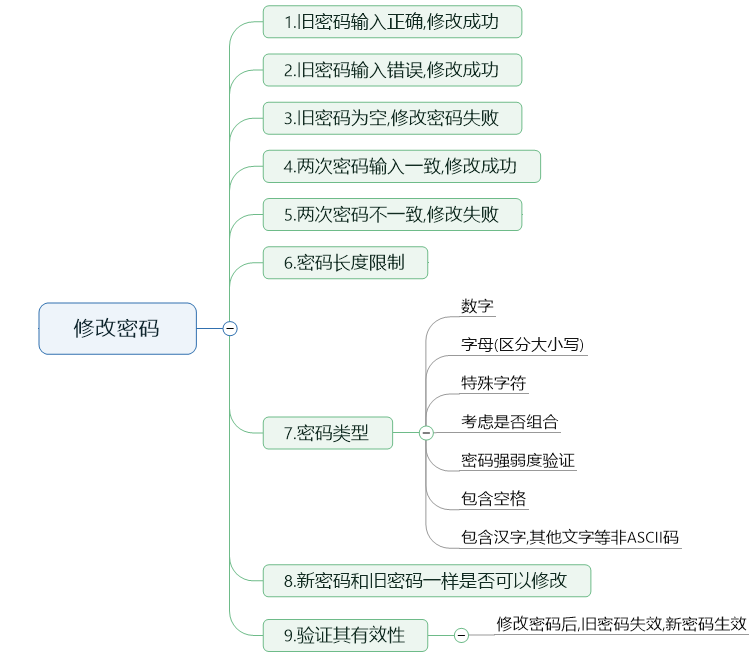 1.旧密码输入正确,修改成功
2.旧密码输入错误,修改成功
3.旧密码为空,修改密码失败
4.两次密码输入一致,修改成功
5.两次密码不一致,修改失败
6.密码长度限制
修改密码
7.密码类型
数字
字母(区分大小写)
特殊字符
考虑是否组合
密码强弱度验证
包含空格
包含汉字,其他文字等非ASCII码
8.新密码和旧密码一样是否可以修改
9.验证其有效性
修改密码后,旧密码失效,新密码生效